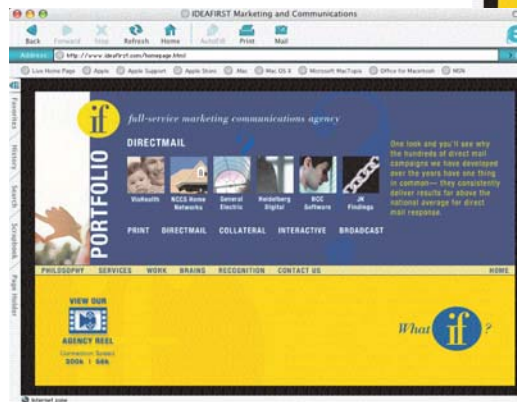 IDEAFIRST Marketing and Communications
Back Forward Stop Refresh Home AutoFill Print Mail
Address http://www.ideafirst.com/homepage.html
Live Home Page Apple Apple Support Apple Store .Mac Mac OS X Microsoft MacTopia Office for Macintosh MSN
Favorites
History
Search
Scrapbook
Page Holder
if
full-service marketing communications agency
PORTFOLIO
DIRECTMAIL
ViaHealth
NCCS Home
Networks
General
Electric
Heidelberg
Digital
BCC
Software
JK
Findings
One look and you'll see why
the hundreds of direct mail
campaigns we have developed
over the years have one thing
in common— they consistently
deliver results far above the
national average for direct
mail response.
PRINT DIRECTMAIL COLLATERAL INTERACTIVE BROADCAST
PHILOSOPHY SERVICES WORK BRAINS RECOGNITION CONTACT US HOME
VIEW OUR
AGENCY REEL
Connection Speed
300k | 56k
What if ?
Internet zone